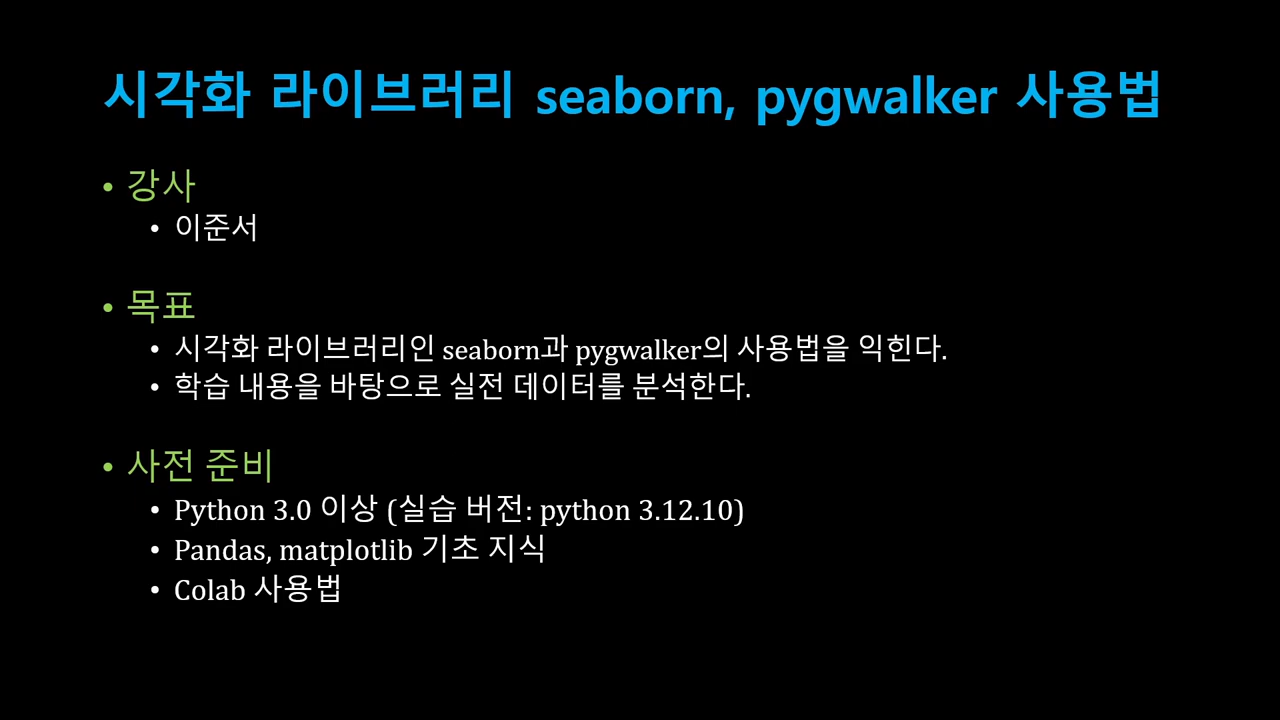 시각화 라이브러리 seaborn, pygwalker 사용법
• 강사
• 이준서
• 목표
• 시각화 라이브러리인 seaborn과 pygwalker의 사용법을 익힌다.
• 학습 내용을 바탕으로 실전 데이터를 분석한다.
• 사전 준비
• Python 3.0 이상 (실습 버전: python 3.12.10)
• Pandas, matplotlib 기초 지식
• Colab 사용법